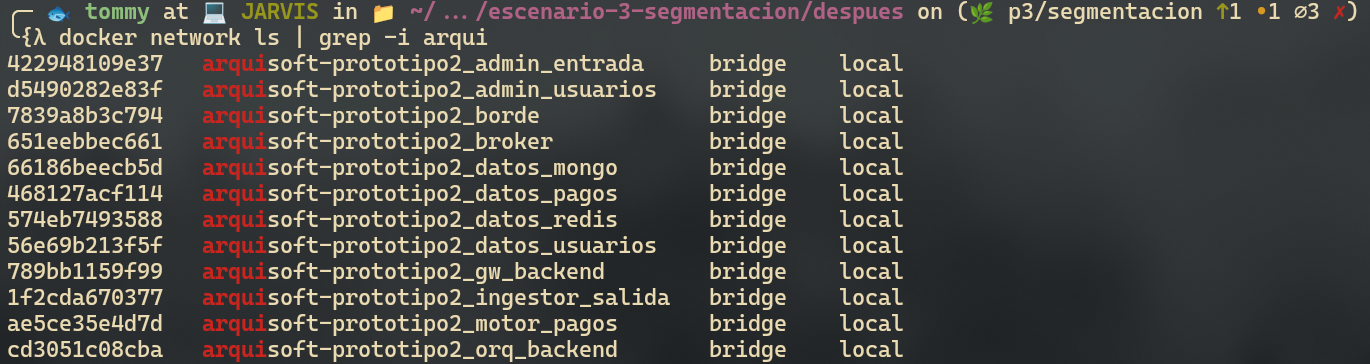 🐟 tommy at 💻 JARVIS in 📁 ~/…/escenario-3-segmentacion/despues on (🌿 p3/segmentacion ↑1 •1 ∅3 ✗)
{λ docker network ls | grep -i arqui
422948109e37   arquisoft-prototipo2_admin_entrada     bridge    local
d5490282e83f   arquisoft-prototipo2_admin_usuarios    bridge    local
7839a8b3c794   arquisoft-prototipo2_borde             bridge    local
651eebbec661   arquisoft-prototipo2_broker            bridge    local
66186beecb5d   arquisoft-prototipo2_datos_mongo       bridge    local
468127acf114   arquisoft-prototipo2_datos_pagos       bridge    local
574eb7493588   arquisoft-prototipo2_datos_redis       bridge    local
56e69b213f5f   arquisoft-prototipo2_datos_usuarios    bridge    local
789bb1159f99   arquisoft-prototipo2_gw_backend        bridge    local
1f2cda670377   arquisoft-prototipo2_ingestor_salida   bridge    local
ae5ce35e4d7d   arquisoft-prototipo2_motor_pagos       bridge    local
cd3051c08cba   arquisoft-prototipo2_orq_backend       bridge    local